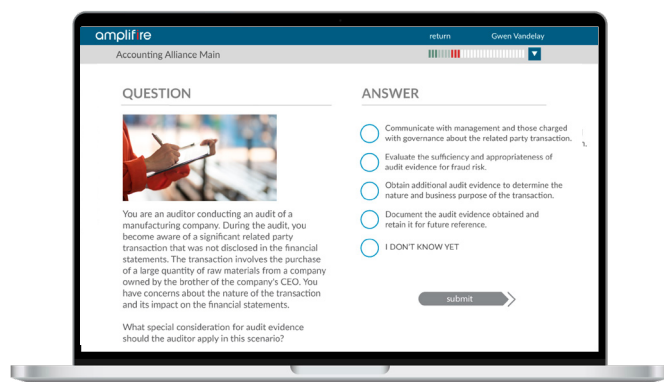 amplifire
return
Gwen Vandelay
Accounting Alliance Main
QUESTION
You are an auditor conducting an audit of a
manufacturing company. During the audit, you
become aware of a significant related party
transaction that was not disclosed in the financial
statements. The transaction involves the purchase
of a large quantity of raw materials from a company
owned by the brother of the company's CEO. You
have concerns about the nature of the transaction
and its impact on the financial statements.
What special consideration for audit evidence
should the auditor apply in this scenario?
ANSWER
Communicate with management and those charged
with governance about the related party transaction.
Evaluate the sufficiency and appropriateness of
audit evidence for fraud risk.
Obtain additional audit evidence to determine the
nature and business purpose of the transaction.
Document the audit evidence obtained and
retain it for future reference.
I DON'T KNOW YET
submit